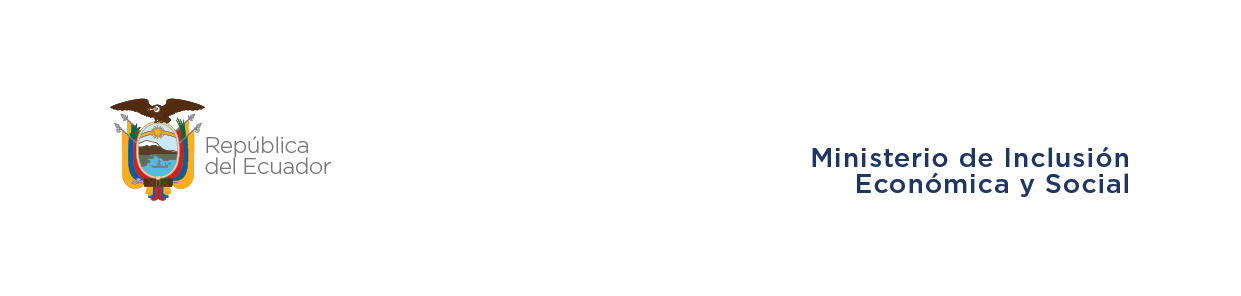 República
del Ecuador
Ministerio de Inclusión
Económica y Social